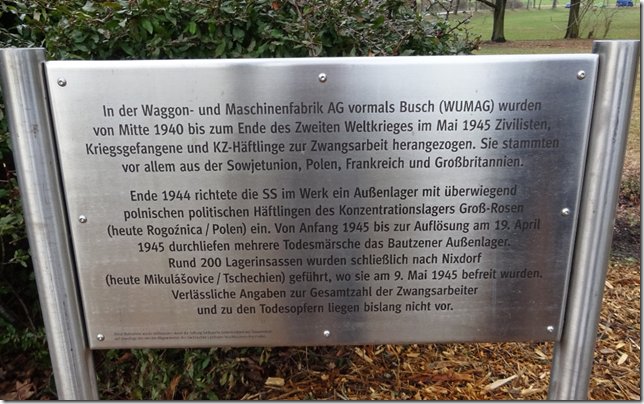 In der Waggon- und Maschinenfabrik AG vormals Busch (WUMAG) wurden
von Mitte 1940 bis zum Ende des Zweiten Weltkrieges im Mai 1945 Zivilisten,
Kriegsgefangene und KZ-Häftlinge zur Zwangsarbeit herangezogen. Sie stammten
vor allem aus der Sowjetunion, Polen, Frankreich und Großbritannien.
Ende 1944 richtete die SS im Werk ein Außenlager mit überwiegend
polnischen politischen Häftlingen des Konzentrationslagers Groß-Rosen
(heute Rogoźnica / Polen) ein. Von Anfang 1945 bis zur Auflösung am 19. April
1945 durchliefen mehrere Todesmärsche das Bautzener Außenlager.
Rund 200 Lagerinsassen wurden schließlich nach Nixdorf
(heute Mikulášovice / Tschechien) geführt, wo sie am 9. Mai 1945 befreit wurden.
Verlässliche Angaben zur Gesamtzahl der Zwangsarbeiter
und zu den Todesopfern liegen bislang nicht vor.